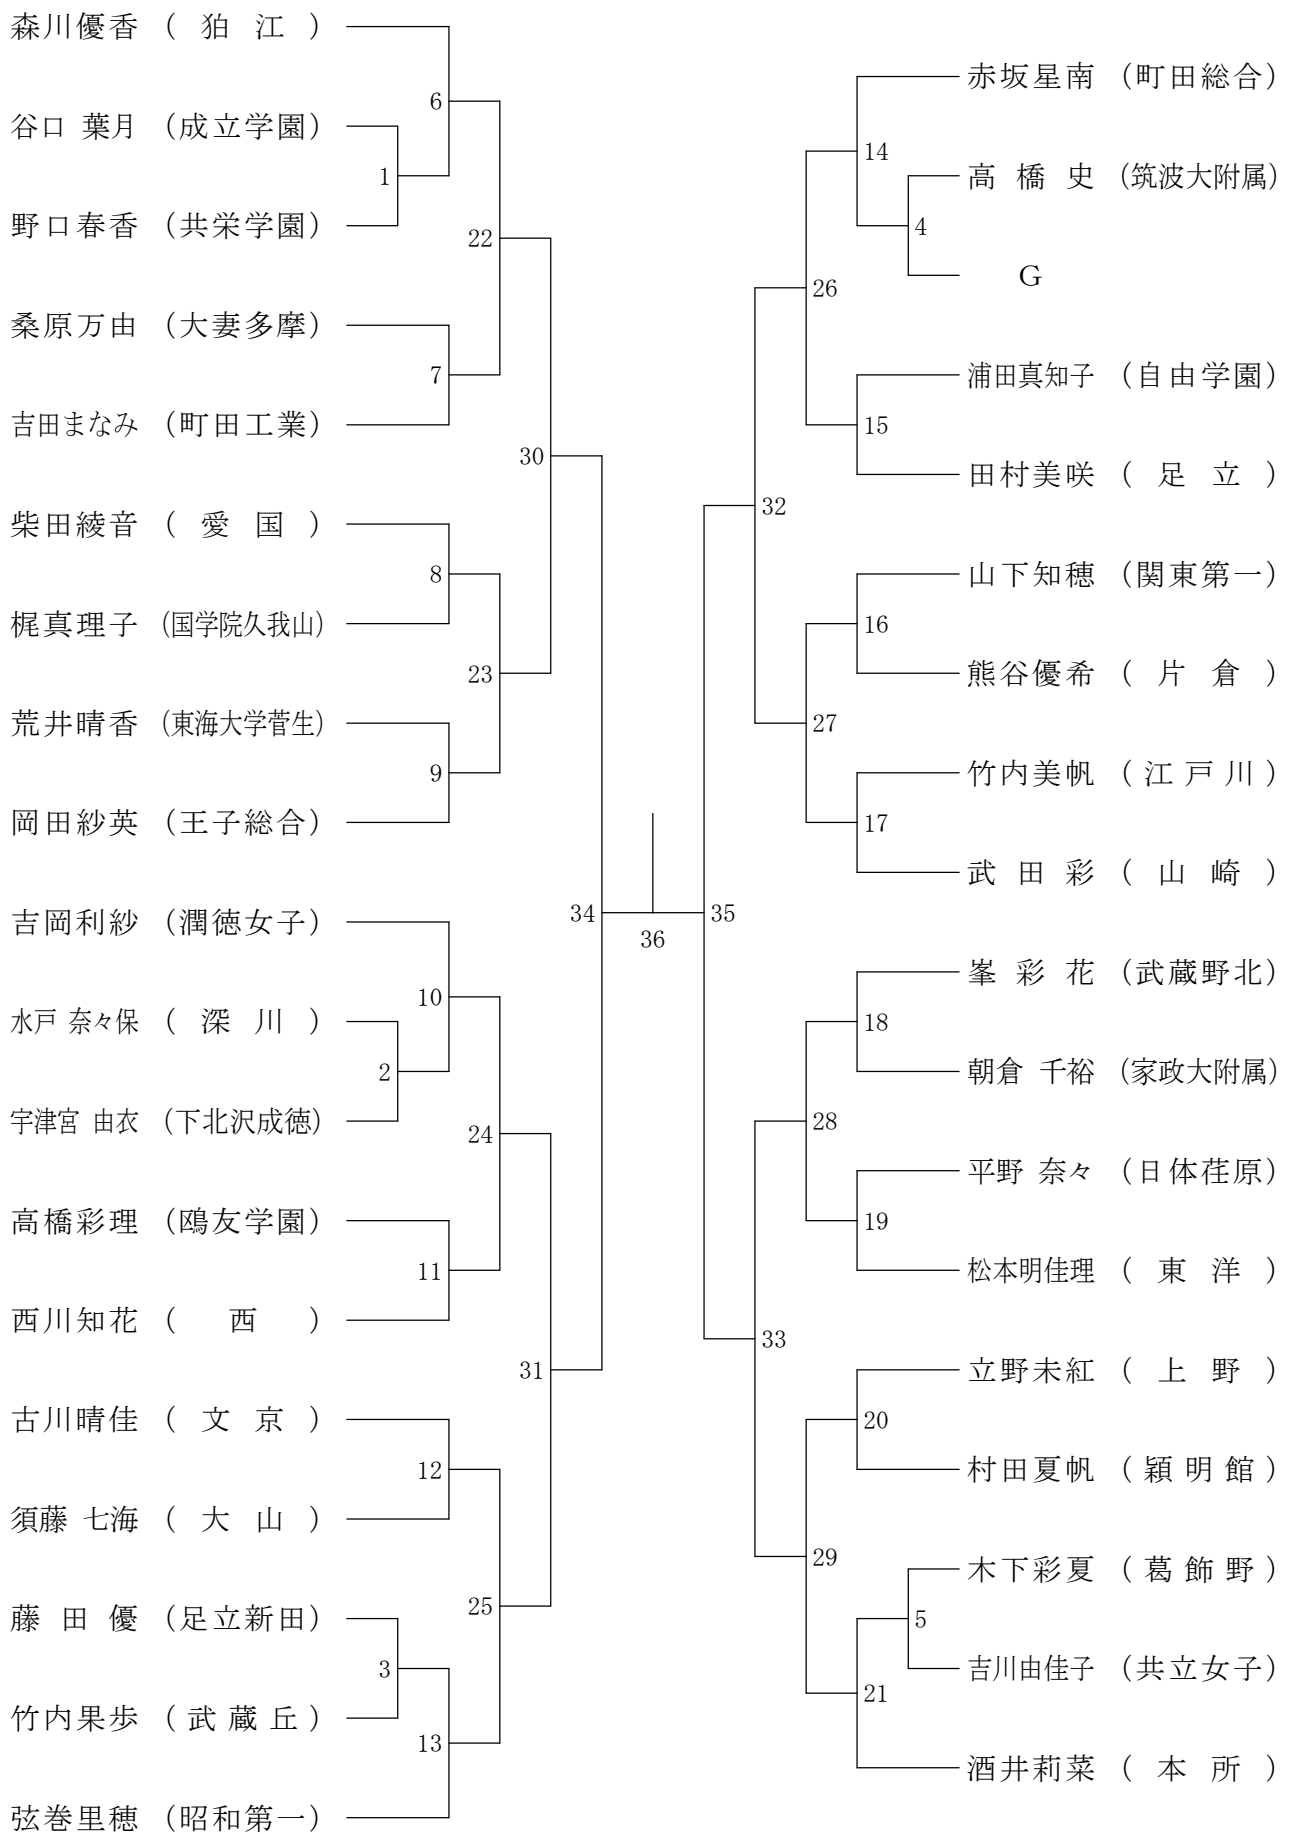 森川優香 （ 狛 江 ）
6
谷口 葉月 （成立学園）
1
野口春香 （共栄学園）
22
桑原万由 （大妻多摩）
7
吉田まなみ （町田工業）
30
柴田綾音 （ 愛 国 ）
8
梶真理子 （国学院久我山）
23
荒井晴香 （東海大学菅生）
9
岡田紗英 （王子総合）
34
吉岡利紗 （潤徳女子）
10
水戸 奈々保 （ 深 川 ）
2
宇津宮 由衣 （下北沢成徳）
24
高橋彩理 （鴎友学園）
11
西川知花 （ 西 ）
31
古川晴佳 （ 文 京 ）
12
須藤 七海 （ 大 山 ）
25
藤 田 優 （足立新田）
3
竹内果歩 （ 武 蔵 丘 ）
13
弦巻里穂 （昭和第一）
36
赤坂星南 （町田総合）
14
高 橋 史 （筑波大附属）
4
G
26
浦田真知子 （自由学園）
15
田村美咲 （ 足 立 ）
32
山下知穂 （関東第一）
16
熊谷優希 （ 片 倉 ）
27
竹内美帆 （ 江 戸 川 ）
17
武 田 彩 （ 山 崎 ）
35
峯 彩 花 （武蔵野北）
18
朝倉 千裕 （家政大附属）
28
平野 奈々 （日体荏原）
19
松本明佳理 （ 東 洋 ）
33
立野未紅 （ 上 野 ）
20
村田夏帆 （ 穎 明 館 ）
29
木下彩夏 （ 葛 飾 野 ）
5
吉川由佳子 （共立女子）
21
酒井莉菜 （ 本 所 ）